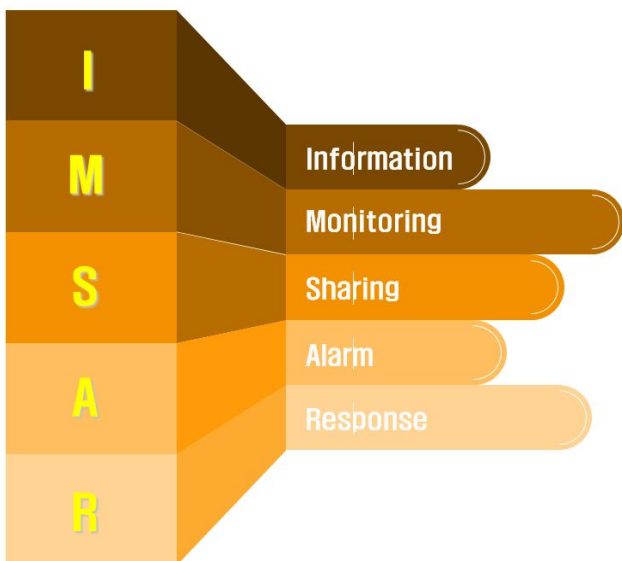 I
M
S
A
R
Information
Monitoring
Sharing
Alarm
Response